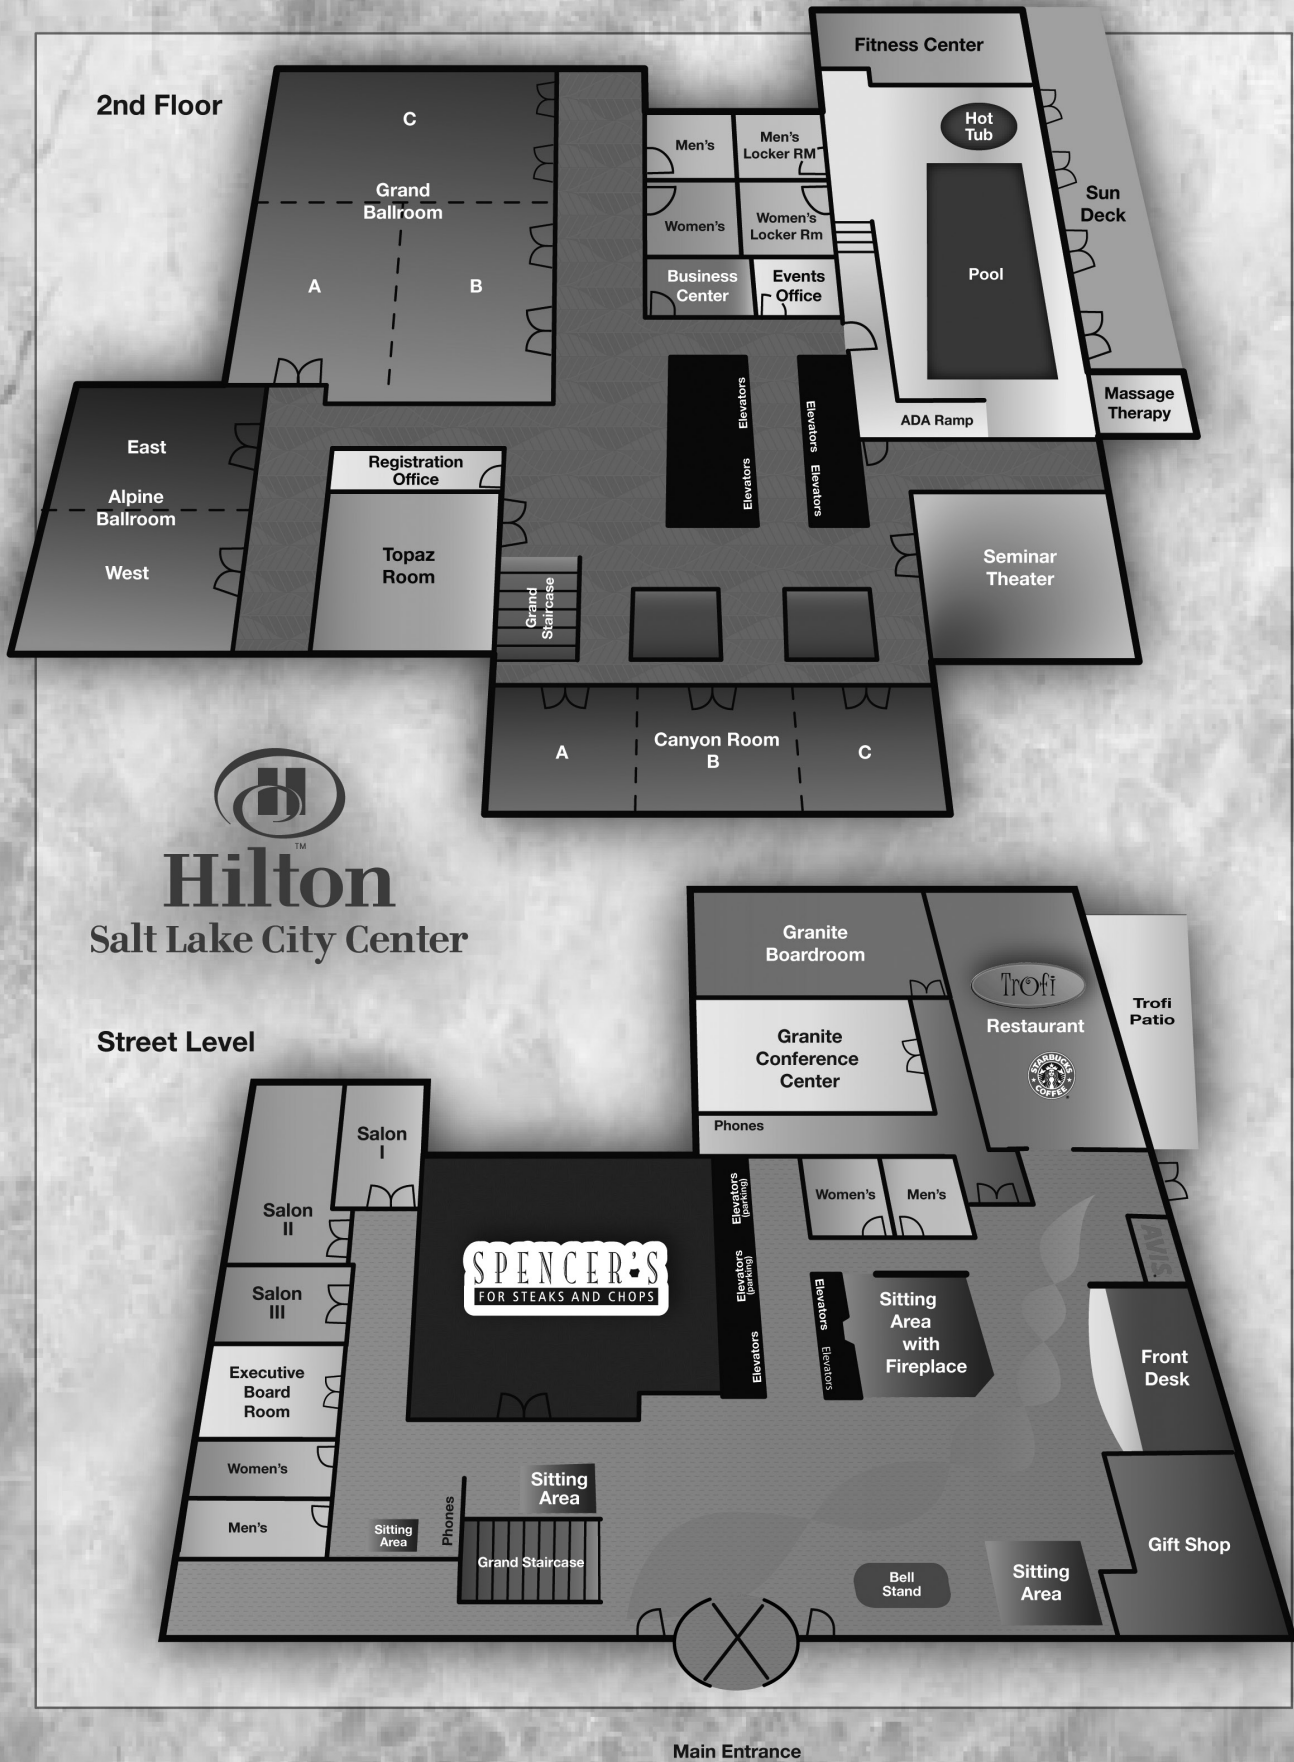 2nd Floor
Fitness Center
C
Grand
Ballroom
A
B
Men's
Men's
Locker RM
Women's
Women's
Locker Rm
Business
Center
Events
Office
Hot
Tub
Pool
Sun
Deck
Massage
Therapy
ADA Ramp
Elevators
Elevators
Elevators
Elevators
East
Alpine
Ballroom
West
Registration
Office
Topaz
Room
Grand
Staircase
Seminar
Theater
A
Canyon Room
B
C
H
TM
Hilton
Salt Lake City Center
Street Level
Granite
Boardroom
Granite
Conference
Center
Phones
Trofi
Restaurant
STARBUCKS
COFFEE
Trofi
Patio
Salon
I
Salon
II
Salon
III
Executive
Board
Room
Women's
Men's
SPENCER'S
FOR STEAKS AND CHOPS
Elevators
(parking)
Elevators
(parking)
Elevators
Women's
Men's
Elevators
Elevators
Sitting
Area
with
Fireplace
AVIS
Front
Desk
Gift Shop
Sitting
Area
Sitting
Area
Phones
Grand Staircase
Bell
Stand
Sitting
Area
Main Entrance